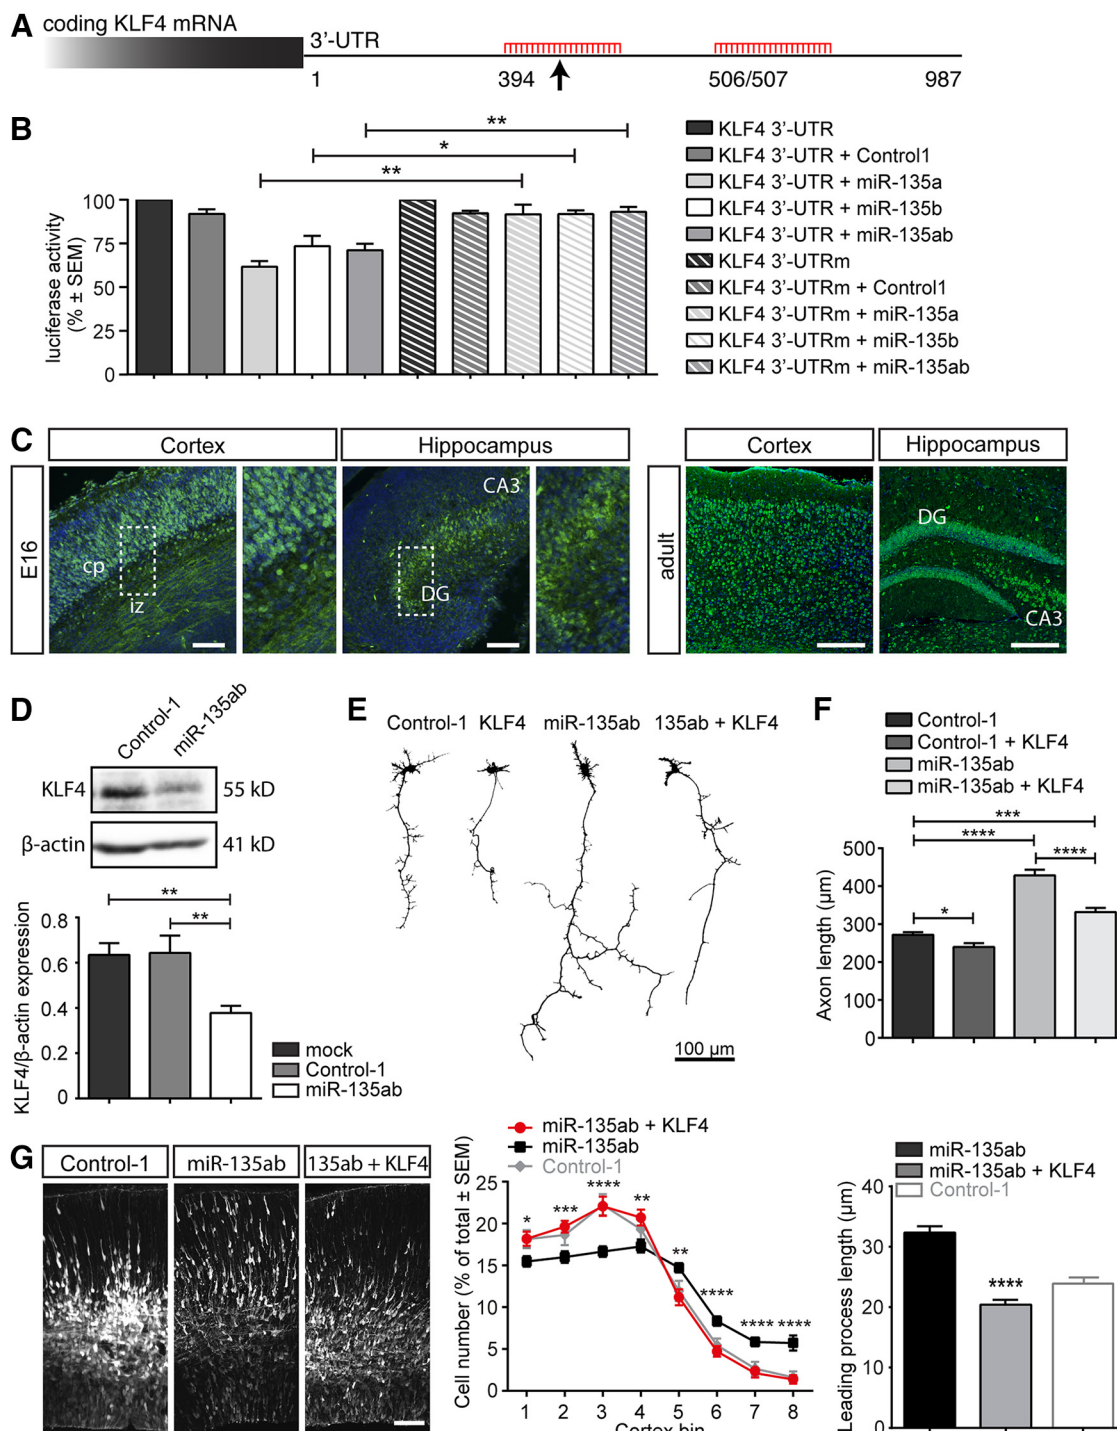 A
coding KLF4 mRNA
3’-UTR
1
394
506/507
987
B
**
*
**
luciferase activity
(% ± SEM)
100
75
50
25
0
KLF4 3’-UTR
KLF4 3’-UTR + Control1
KLF4 3’-UTR + miR-135a
KLF4 3’-UTR + miR-135b
KLF4 3’-UTR + miR-135ab
KLF4 3’-UTRm
KLF4 3’-UTRm + Control1
KLF4 3’-UTRm + miR-135a
KLF4 3’-UTRm + miR-135b
KLF4 3’-UTRm + miR-135ab
C
Cortex
Hippocampus
Cortex
Hippocampus
E16
cp
iz
CA3
DG
adult
DG
CA3
D
Control-1
miR-135ab
KLF4
55 kD
β-actin
41 kD
**
**
KLF4/β-actin expression
0.8
0.6
0.4
0.2
0
mock
Control-1
miR-135ab
E
Control-1
KLF4
miR-135ab
135ab + KLF4
100 µm
F
Control-1
Control-1 + KLF4
miR-135ab
miR-135ab + KLF4
***
****
****
*
Axon length (µm)
500
400
300
200
100
0
G
Control-1
miR-135ab
135ab + KLF4
miR-135ab + KLF4
miR-135ab
Control-1
Cell number (% of total ± SEM)
25
20
15
10
5
0
* *** **** ** ** **** **** ****
1 2 3 4 5 6 7 8
Cortex bin
miR-135ab
miR-135ab + KLF4
Control-1
Leading process length (µm)
40
30
20
10
0
****